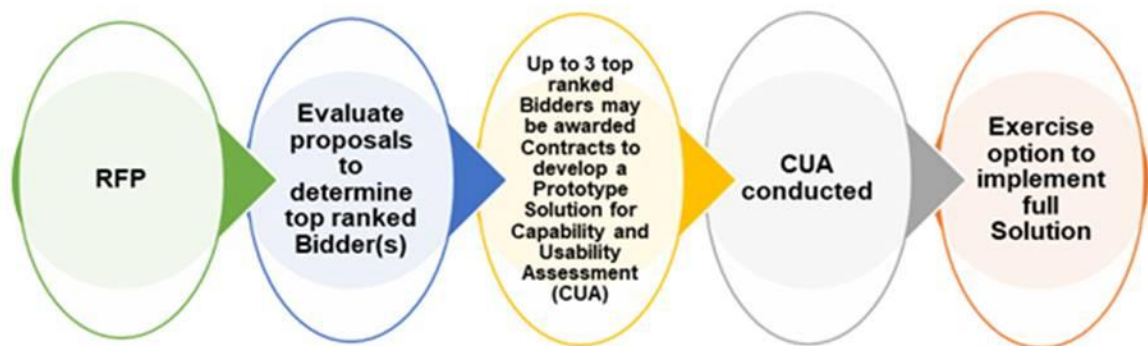 RFP
Evaluate
proposals
to
determine
top ranked
Bidder(s)
Up to 3 top
ranked
Bidders may
be awarded
Contracts to
develop a
Prototype
Solution for
Capability and
Usability
Assessment
(CUA)
CUA
conducted
Exercise
option to
implement
full
Solution